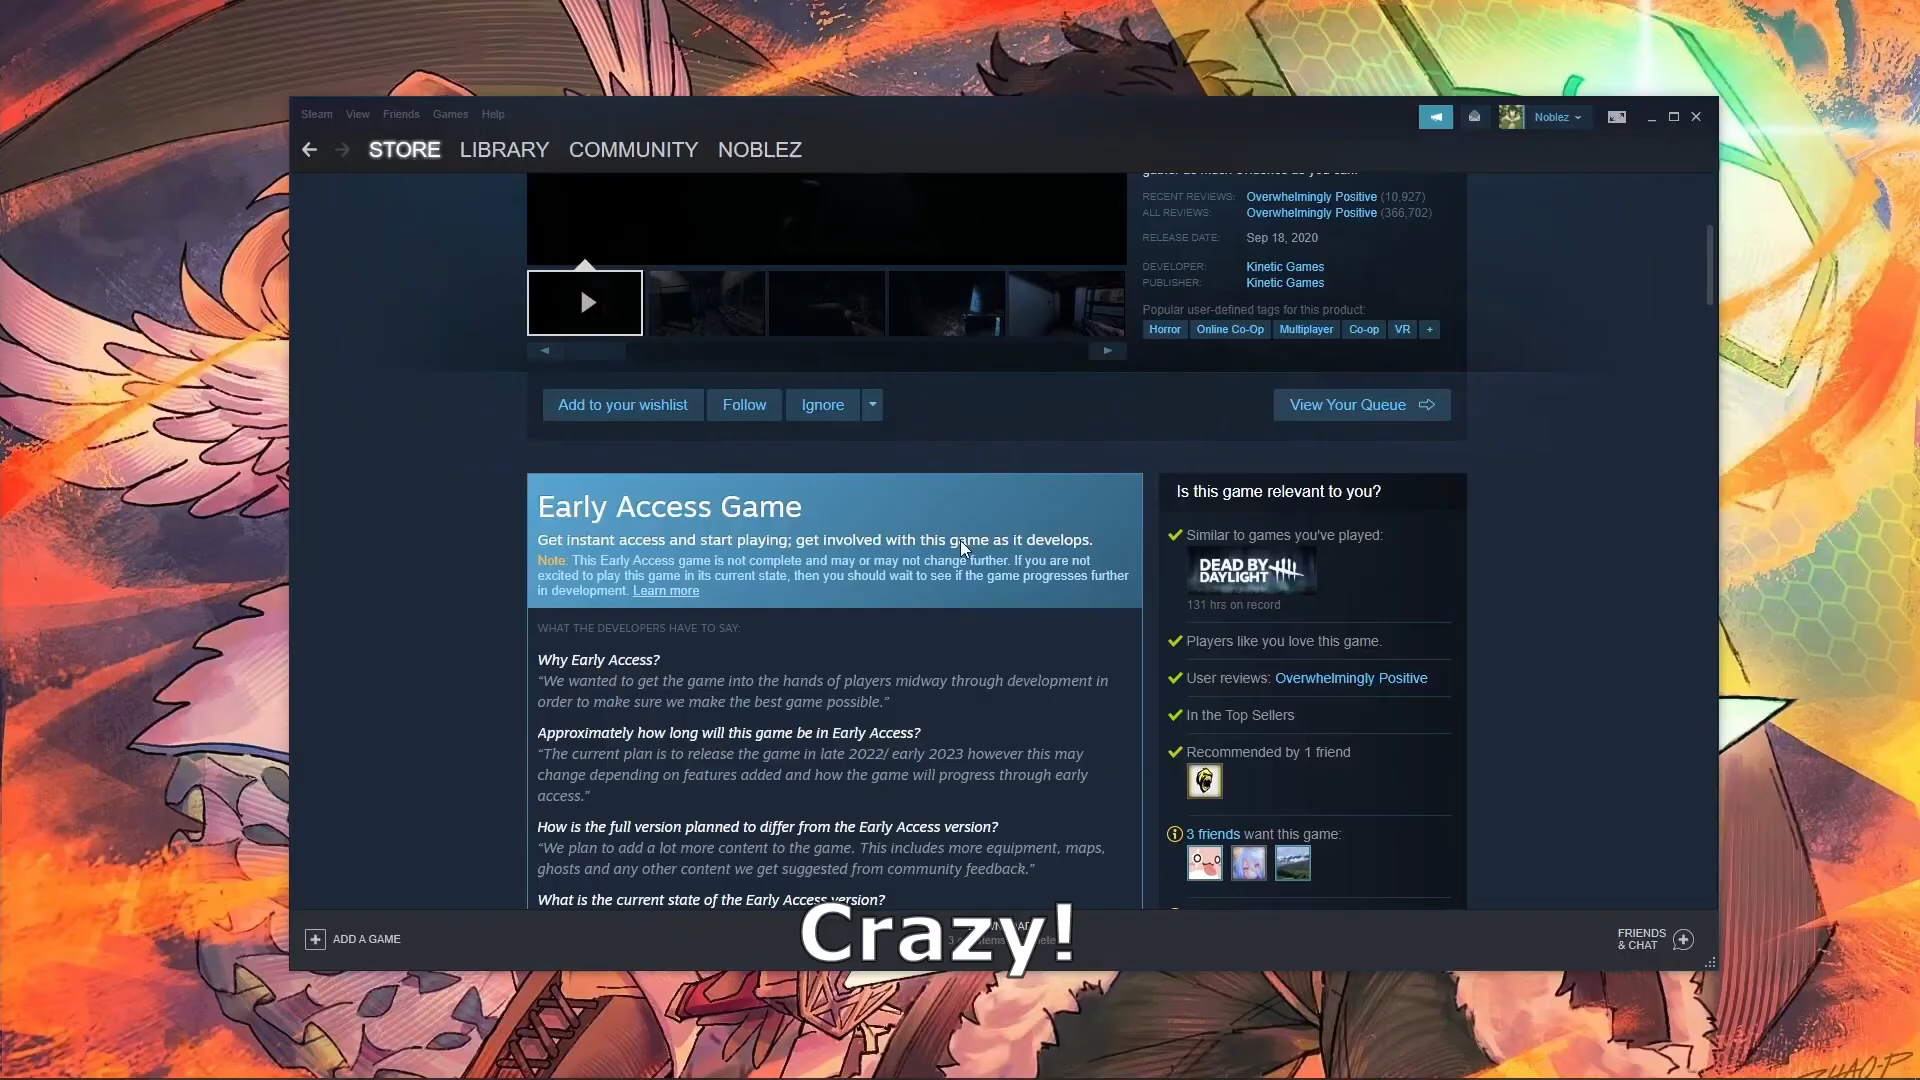 Steam View Friends Games Help
Noblez
STORE LIBRARY COMMUNITY NOBLEZ
RECENT REVIEWS: Overwhelmingly Positive (10,927)
ALL REVIEWS: Overwhelmingly Positive (366,702)
RELEASE DATE: Sep 18, 2020
DEVELOPER: Kinetic Games
PUBLISHER: Kinetic Games
Popular user-defined tags for this product:
Horror Online Co-Op Multiplayer Co-op VR +
Add to your wishlist Follow Ignore View Your Queue
Early Access Game
Get instant access and start playing; get involved with this game as it develops.
Note: This Early Access game is not complete and may or may not change further. If you are not
excited to play this game in its current state, then you should wait to see if the game progresses further
in development. Learn more
WHAT THE DEVELOPERS HAVE TO SAY:
Why Early Access?
“We wanted to get the game into the hands of players midway through development in
order to make sure we make the best game possible.”
Approximately how long will this game be in Early Access?
“The current plan is to release the game in late 2022/ early 2023 however this may
change depending on features added and how the game will progress through early
access.”
How is the full version planned to differ from the Early Access version?
“We plan to add a lot more content to the game. This includes more equipment, maps,
ghosts and any other content we get suggested from community feedback.”
What is the current state of the Early Access version?
Is this game relevant to you?
Similar to games you've played:
DEAD BY
DAYLIGHT
131 hrs on record
Players like you love this game.
User reviews: Overwhelmingly Positive
In the Top Sellers
Recommended by 1 friend
3 friends want this game:
ADD A GAME
Crazy!
FRIENDS
& CHAT